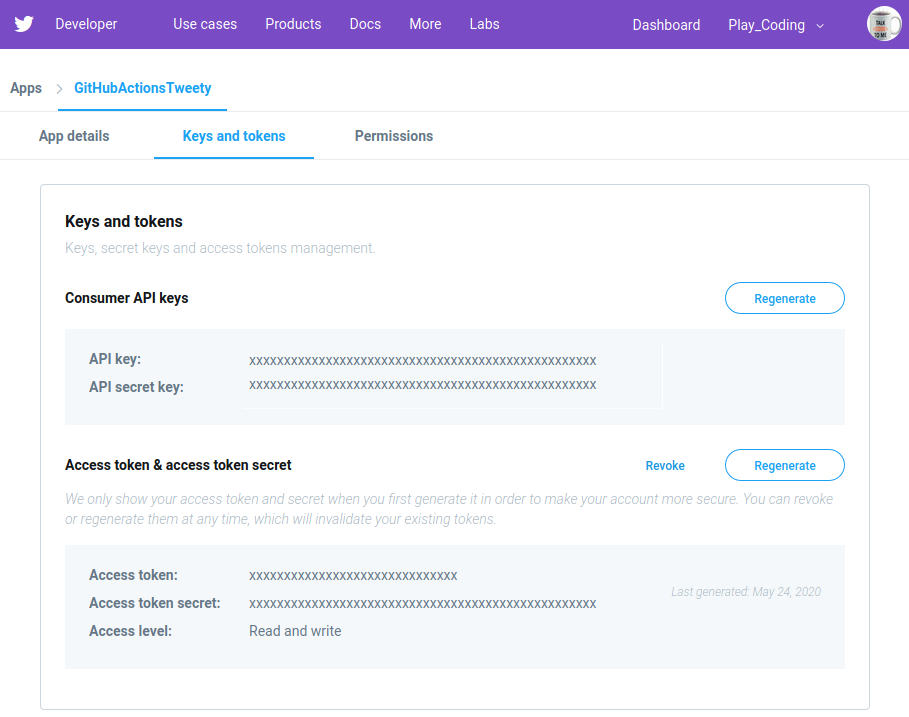 Developer Use cases Products Docs More Labs Dashboard Play_Coding
TALK
TO ME
Apps GitHubActionsTweety
App details Keys and tokens Permissions
Keys and tokens
Keys, secret keys and access tokens management.
Consumer API keys Regenerate
API key: xxxxxxxxxxxxxxxxxxxxxxxxxxxxxxxxxxxxxxxxxxxxxxxxxx
API secret key: xxxxxxxxxxxxxxxxxxxxxxxxxxxxxxxxxxxxxxxxxxxxxxxxxx
Access token & access token secret Revoke Regenerate
We only show your access token and secret when you first generate it in order to make your account more secure. You can revoke
or regenerate them at any time, which will invalidate your existing tokens.
Access token: xxxxxxxxxxxxxxxxxxxxxxxxxxxxxx
Last generated: May 24, 2020
Access token secret: xxxxxxxxxxxxxxxxxxxxxxxxxxxxxxxxxxxxxxxxxxxxxxxxxx
Access level: Read and write